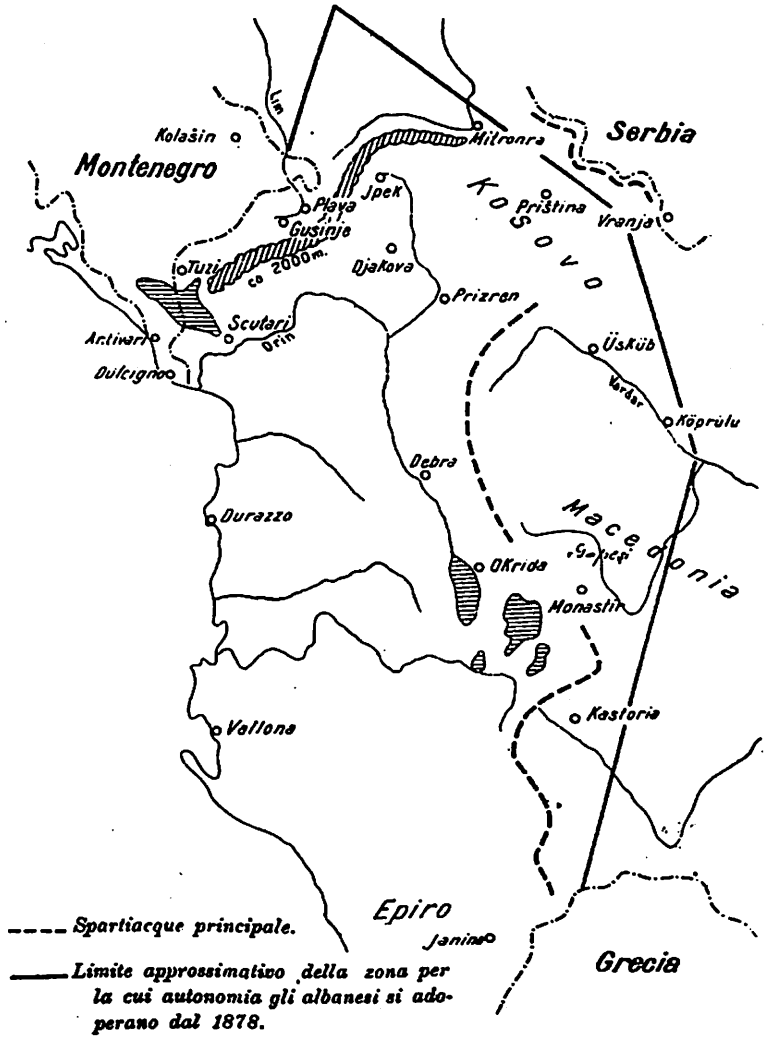 Lim
Kolašin
Mitronra
Serbia
Montenegro
Jpek
Kosovo
Plava
Priština
Vranja
Gusinje
Djakova
Tuzi
ca 2000 m.
Prizren
Scutari
Drin
Antivari
Üsküb
Dulcigno
Vardar
Köprülu
Debra
Macedonia
Durazzo
Okrida
Monastir
Kastoria
Vallona
Epiro
Janina
Grecia
Spartiacque principale.
Limite approssimativo della zona per
la cui autonomia gli albanesi si ado-
perano dal 1878.